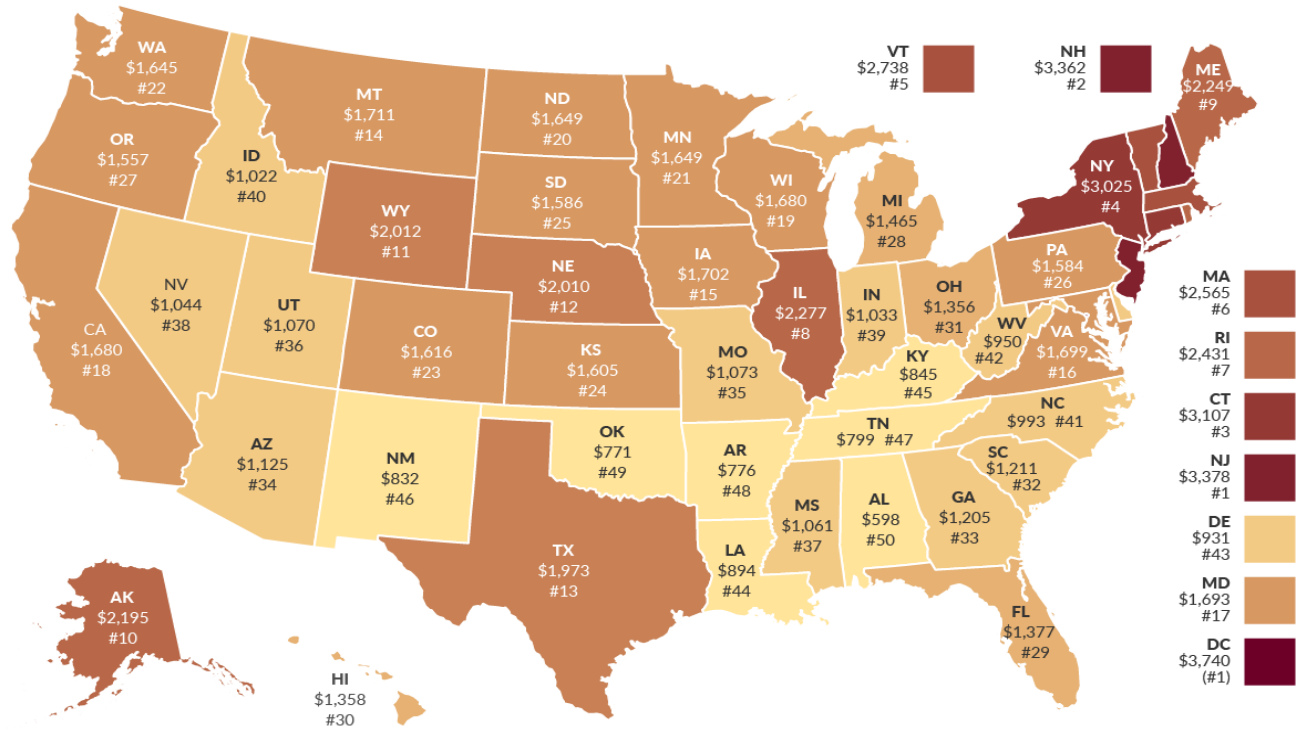 WA
$1,645
#22
OR
$1,557
#27
CA
$1,680
#18
ID
$1,022
#40
NV
$1,044
#38
UT
$1,070
#36
AZ
$1,125
#34
MT
$1,711
#14
WY
$2,012
#11
CO
$1,616
#23
NM
$832
#46
ND
$1,649
#20
SD
$1,586
#25
NE
$2,010
#12
KS
$1,605
#24
OK
$771
#49
TX
$1,973
#13
MN
$1,649
#21
IA
$1,702
#15
MO
$1,073
#35
AR
$776
#48
LA
$894
#44
WI
$1,680
#19
IL
$2,277
#8
MI
$1,465
#28
IN
$1,033
#39
OH
$1,356
#31
KY
$845
#45
TN
$799 #47
MS
$1,061
#37
AL
$598
#50
GA
$1,205
#33
FL
$1,377
#29
SC
$1,211
#32
NC
$993 #41
VA
$1,699
#16
WV
$950
#42
PA
$1,584
#26
NY
$3,025
#4
ME
$2,249
#9
VT
$2,738
#5
NH
$3,362
#2
MA
$2,565
#6
RI
$2,431
#7
CT
$3,107
#3
NJ
$3,378
#1
DE
$931
#43
MD
$1,693
#17
DC
$3,740
(#1)
AK
$2,195
#10
HI
$1,358
#30